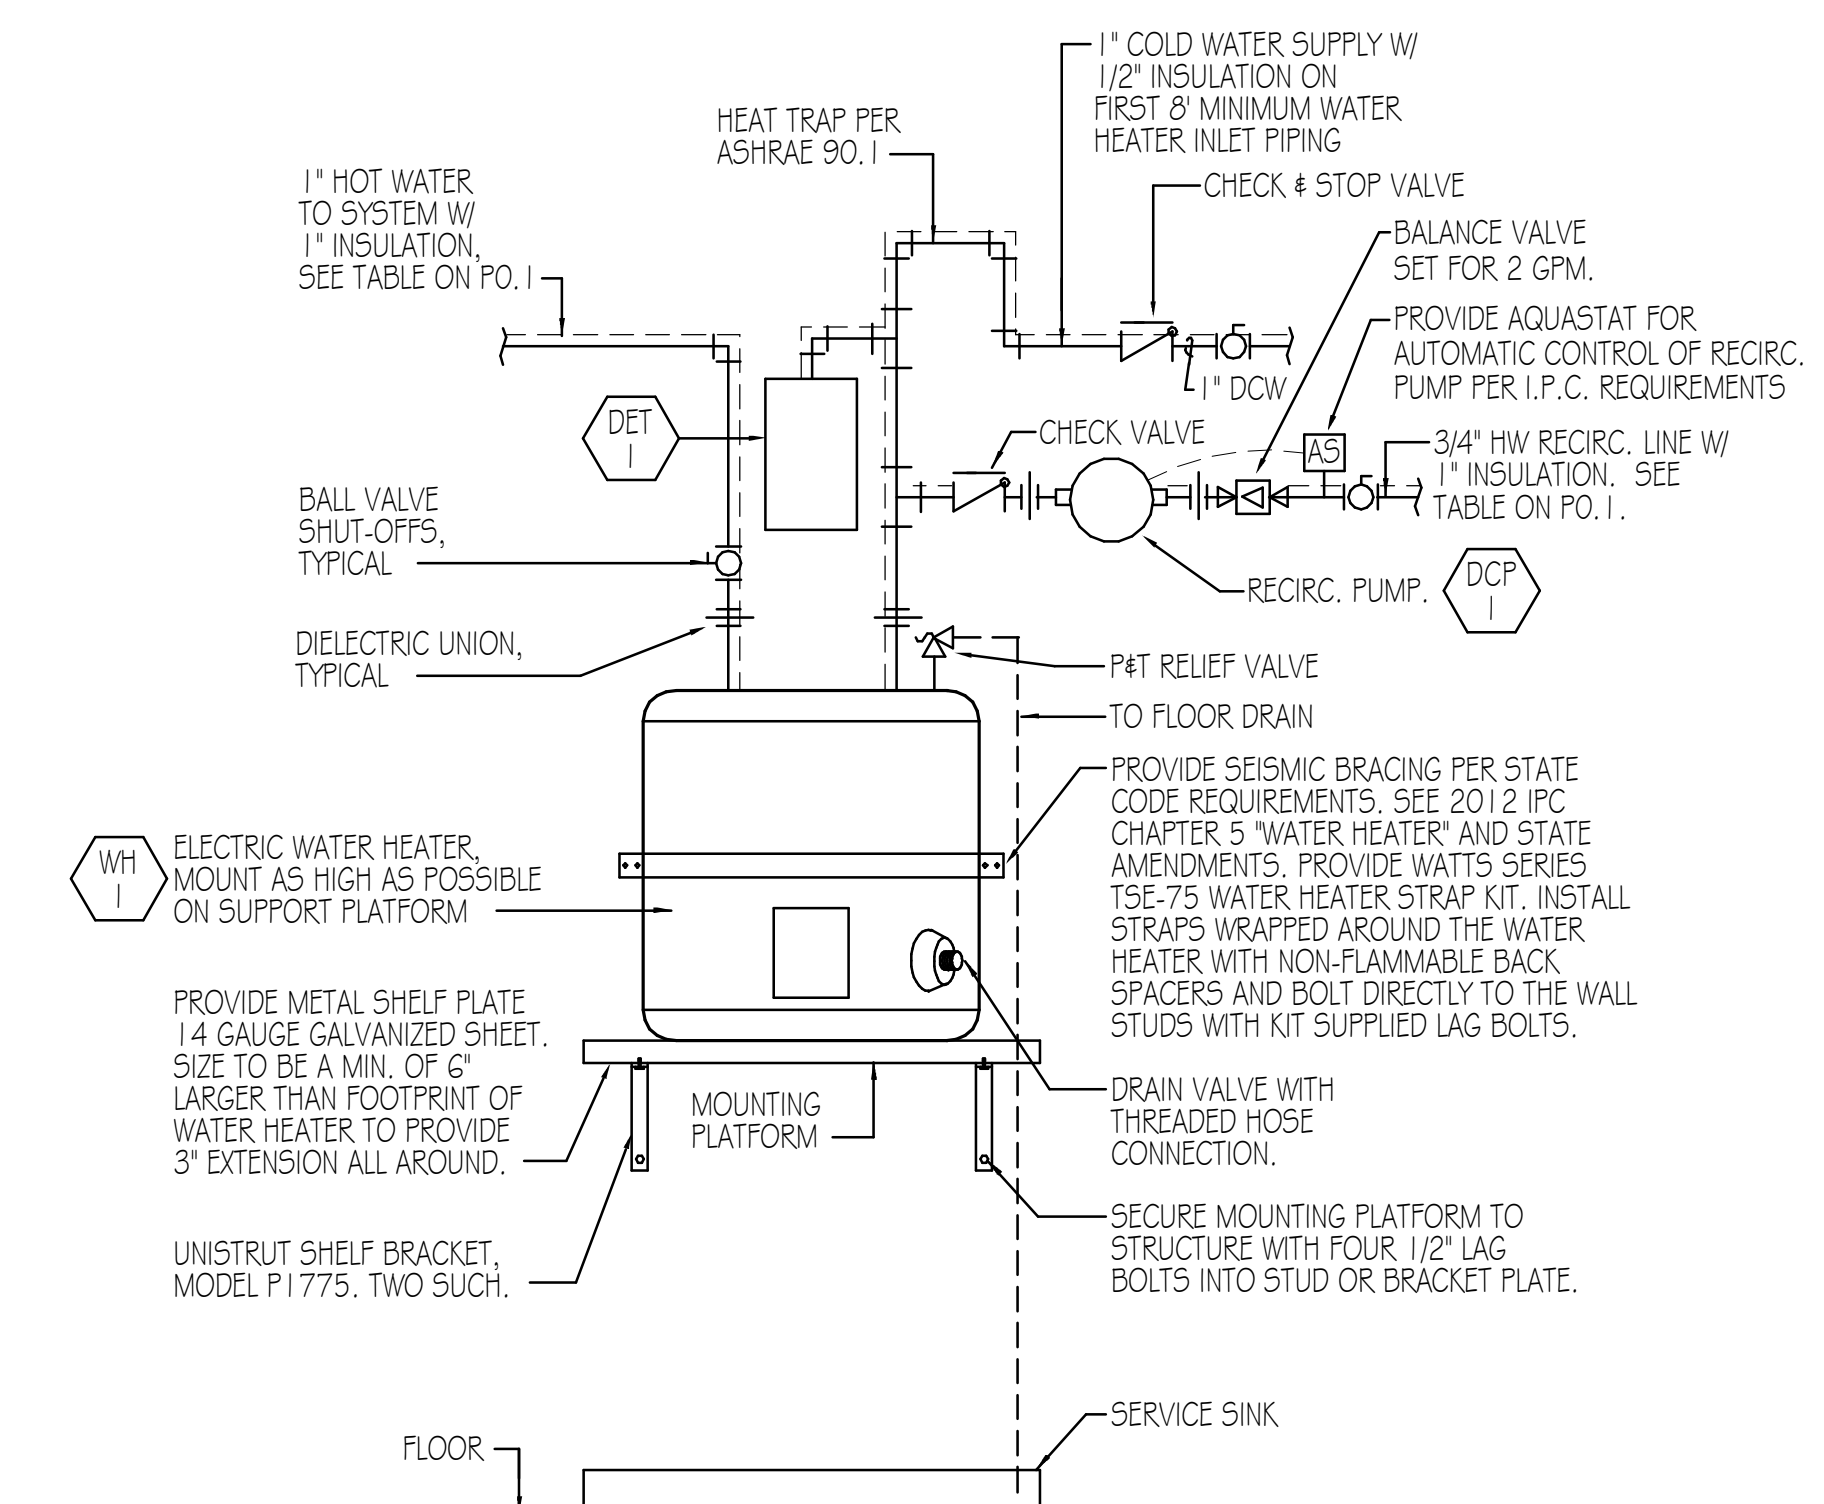 1" COLD WATER SUPPLY W/
1/2" INSULATION ON
FIRST 8' MINIMUM WATER
HEATER INLET PIPING
HEAT TRAP PER
ASHRAE 90.1
1" HOT WATER
TO SYSTEM W/
1" INSULATION,
SEE TABLE ON P0.1
CHECK & STOP VALVE
BALANCE VALVE
SET FOR 2 GPM.
PROVIDE AQUASTAT FOR
AUTOMATIC CONTROL OF RECIRC.
PUMP PER I.P.C. REQUIREMENTS
1" DCW
DET
1
CHECK VALVE
AS
3/4" HW RECIRC. LINE W/
1" INSULATION. SEE
TABLE ON P0.1.
BALL VALVE
SHUT-OFFS,
TYPICAL
RECIRC. PUMP.
DCP
1
DIELECTRIC UNION,
TYPICAL
P&T RELIEF VALVE
TO FLOOR DRAIN
PROVIDE SEISMIC BRACING PER STATE
CODE REQUIREMENTS. SEE 2012 IPC
CHAPTER 5 "WATER HEATER" AND STATE
AMENDMENTS. PROVIDE WATTS SERIES
TSE-75 WATER HEATER STRAP KIT. INSTALL
STRAPS WRAPPED AROUND THE WATER
HEATER WITH NON-FLAMMABLE BACK
SPACERS AND BOLT DIRECTLY TO THE WALL
STUDS WITH KIT SUPPLIED LAG BOLTS.
WH
1
ELECTRIC WATER HEATER,
MOUNT AS HIGH AS POSSIBLE
ON SUPPORT PLATFORM
PROVIDE METAL SHELF PLATE
14 GAUGE GALVANIZED SHEET.
SIZE TO BE A MIN. OF 6"
LARGER THAN FOOTPRINT OF
WATER HEATER TO PROVIDE
3" EXTENSION ALL AROUND.
MOUNTING
PLATFORM
DRAIN VALVE WITH
THREADED HOSE
CONNECTION.
UNISTRUT SHELF BRACKET,
MODEL P1775. TWO SUCH.
SECURE MOUNTING PLATFORM TO
STRUCTURE WITH FOUR 1/2" LAG
BOLTS INTO STUD OR BRACKET PLATE.
SERVICE SINK
FLOOR